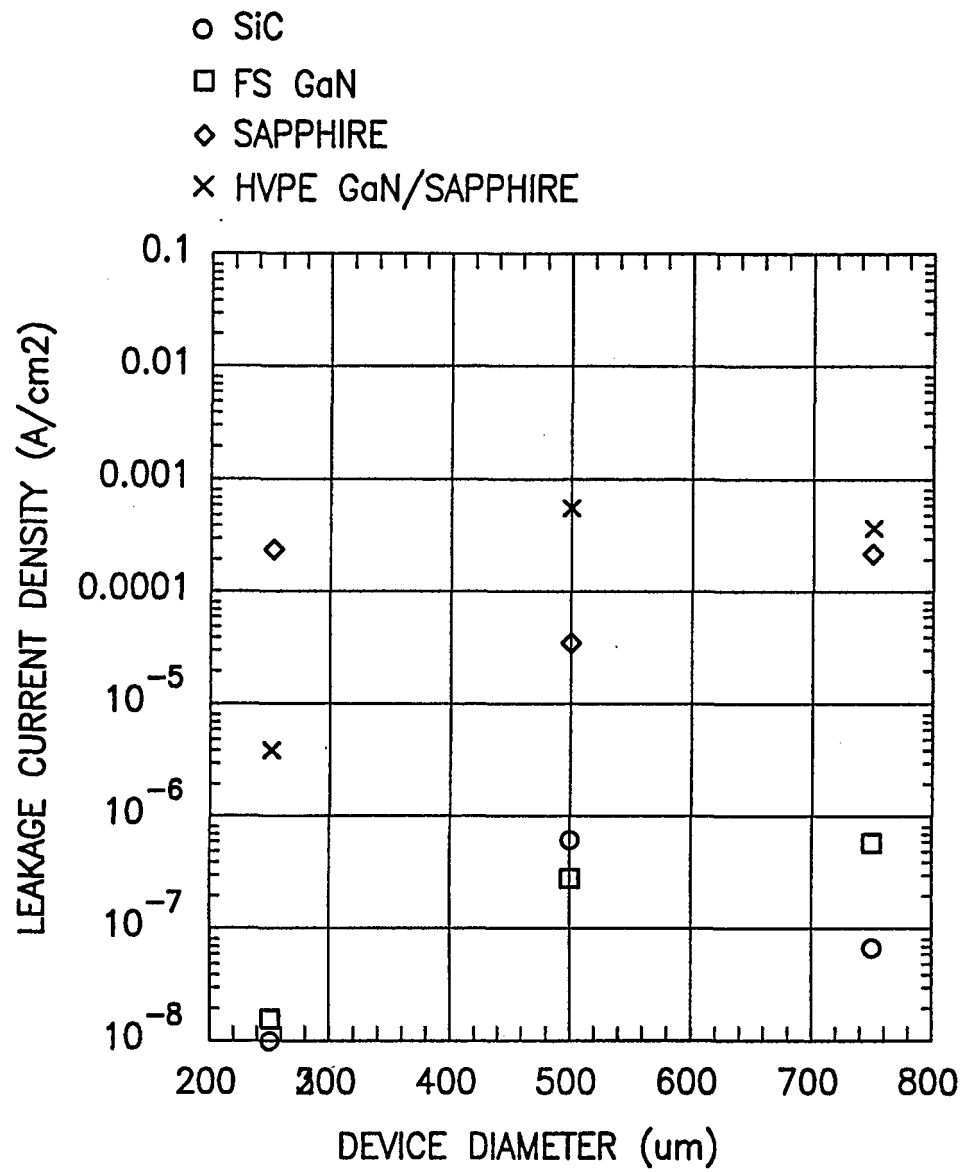 SiC
FS GaN
SAPPHIRE
HVPE GaN/SAPPHIRE
0.1
0.01
0.001
0.0001
10⁻⁵
10⁻⁶
10⁻⁷
10⁻⁸
LEAKAGE CURRENT DENSITY (A/cm2)
200 300 400 500 600 700 800
DEVICE DIAMETER (um)